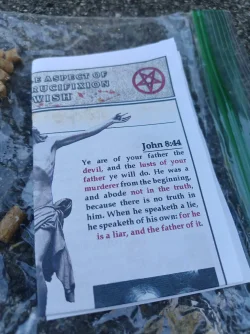 E ASPECT OF
RUCIFIXION
WISH
John 8:44
Ye are of your father the
devil, and the lusts of your
father ye will do. He was a
murderer from the beginning,
and abode not in the truth,
because there is no truth in
him. When he speaketh a lie,
he speaketh of his own: for he
is a liar, and the father of it.